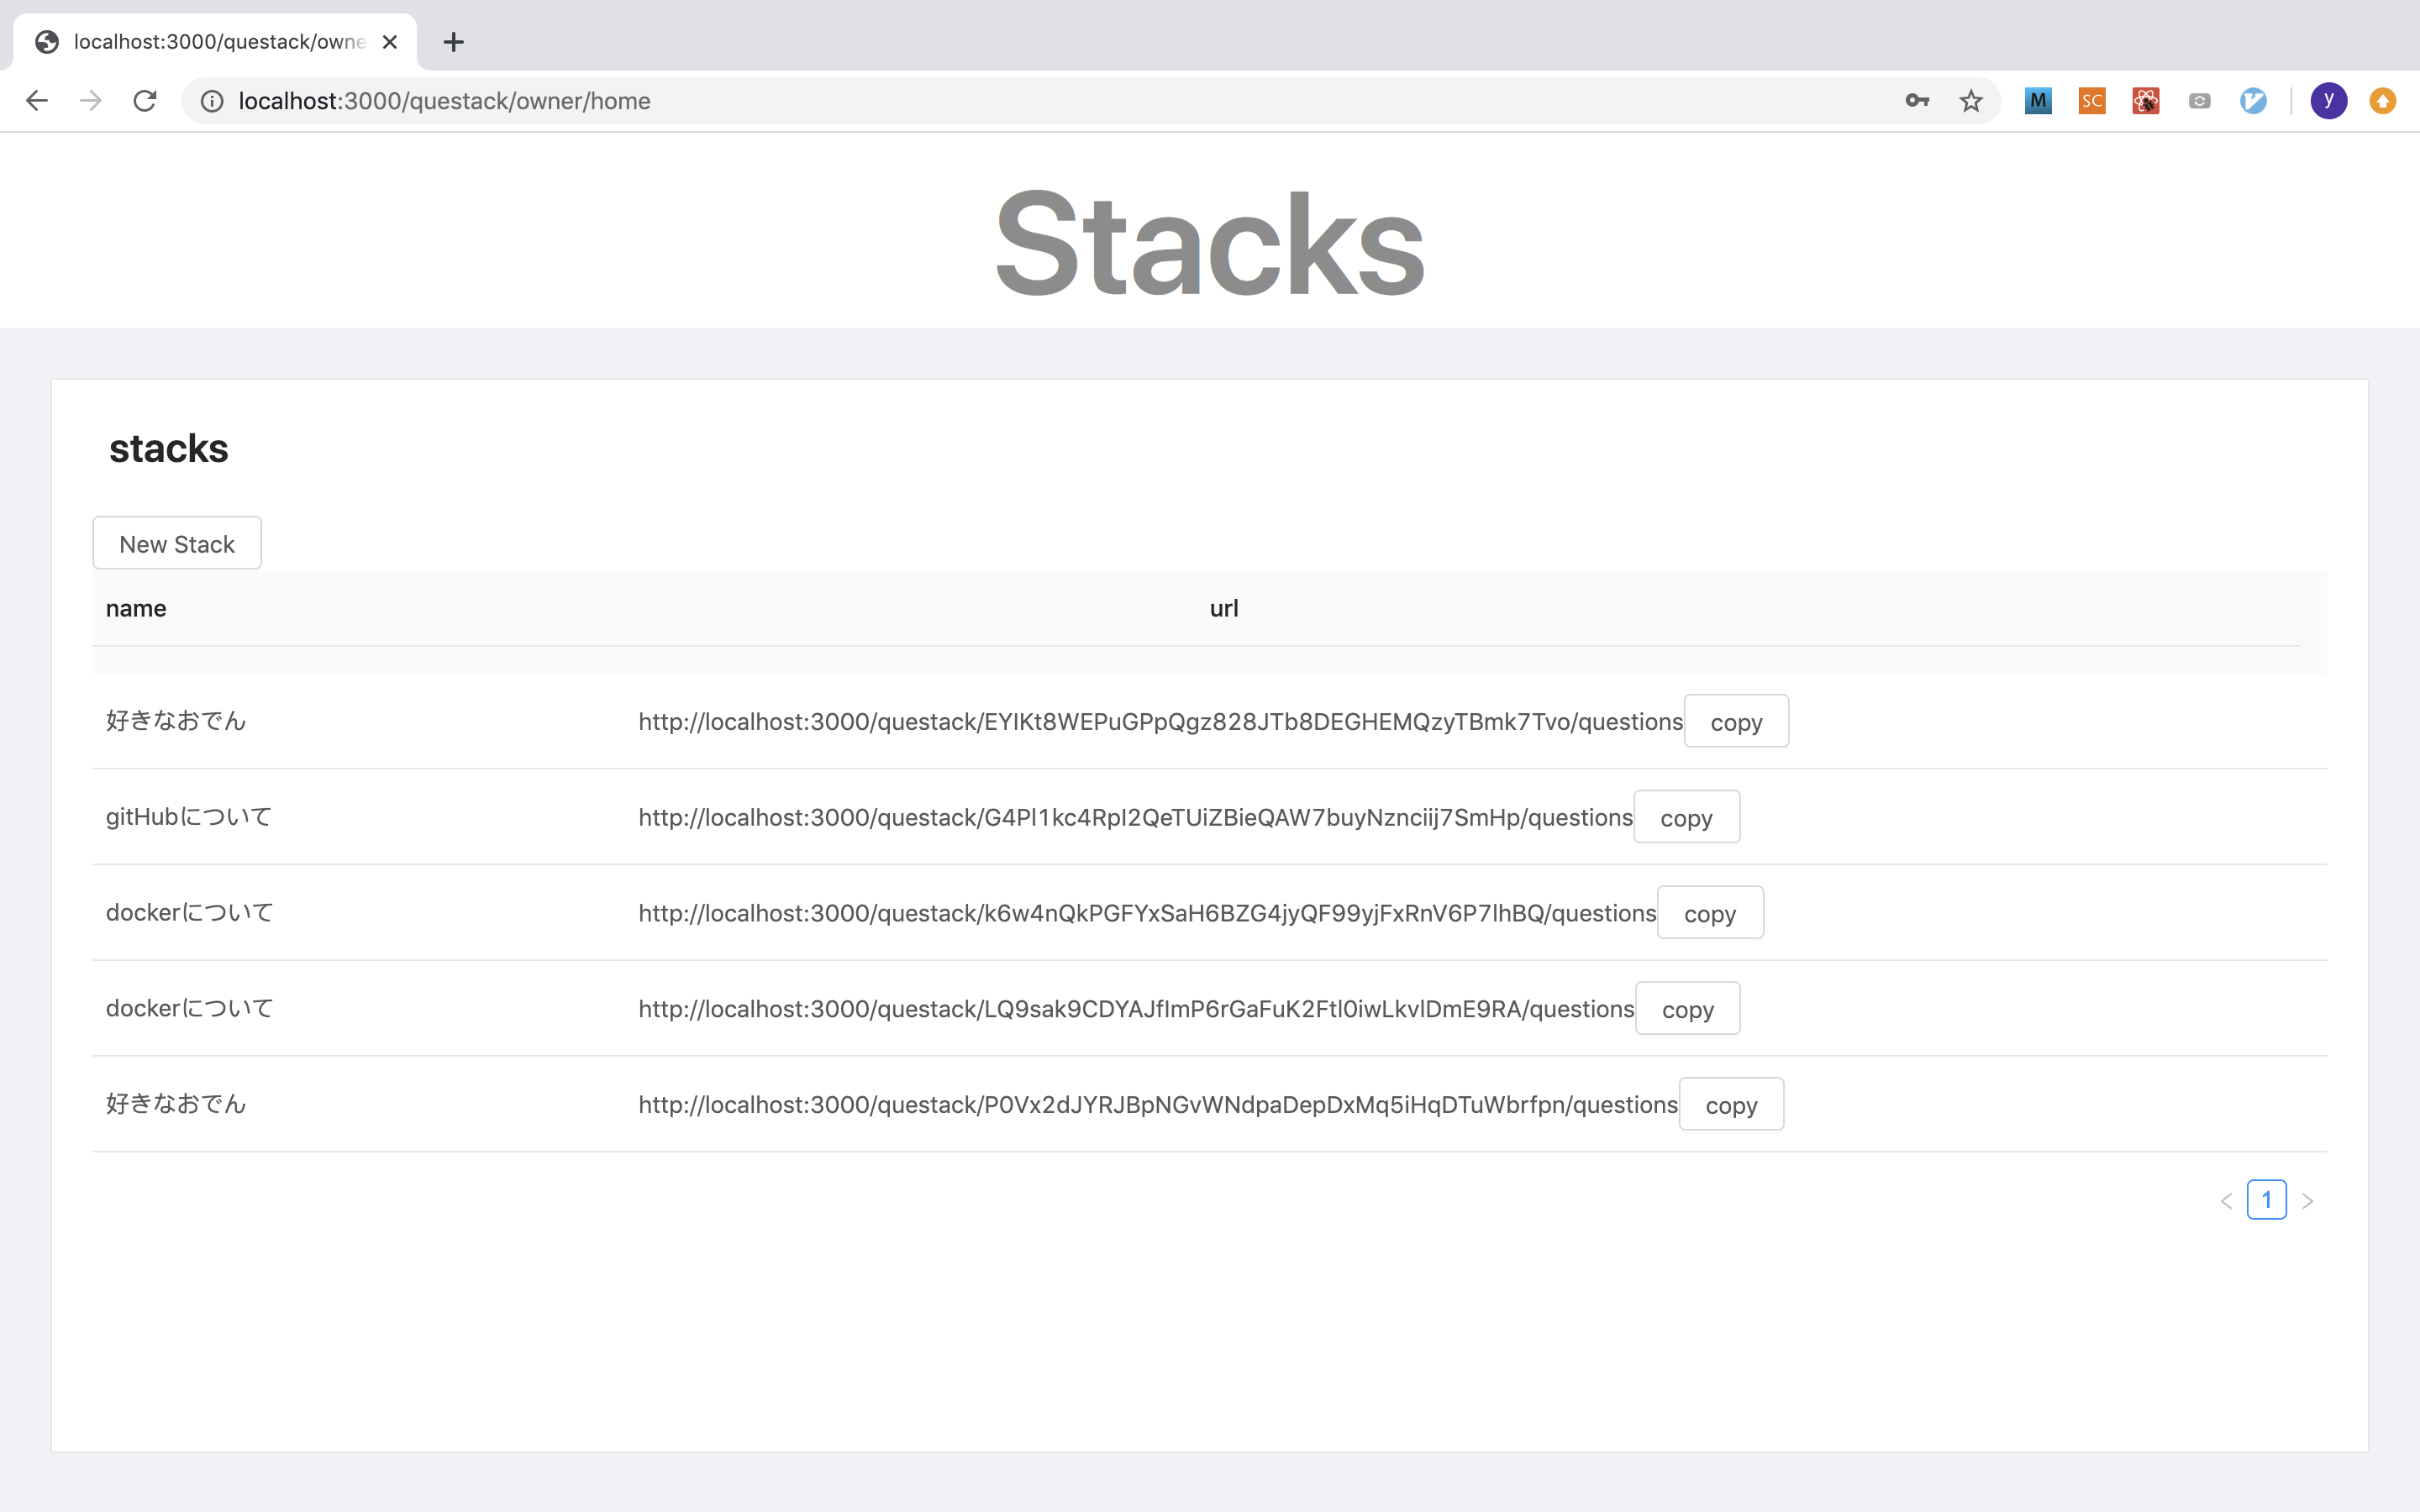 localhost:3000/questack/owne
localhost:3000/questack/owner/home
M
SC
y
Stacks
stacks
New Stack
name url
好きなおでん http://localhost:3000/questack/EYIKt8WEPuGPpQgz828JTb8DEGHEMQzyTBmk7Tvo/questions copy
gitHubについて http://localhost:3000/questack/G4Pl1kc4RpI2QeTUiZBieQAW7buyNznciij7SmHp/questions copy
dockerについて http://localhost:3000/questack/k6w4nQkPGFYxSaH6BZG4jyQF99yjFxRnV6P7lhBQ/questions copy
dockerについて http://localhost:3000/questack/LQ9sak9CDYAJfImP6rGaFuK2Ftl0iwLkvlDmE9RA/questions copy
好きなおでん http://localhost:3000/questack/P0Vx2dJYRJBpNGvWNdpaDepDxMq5iHqDTuWbrfpn/questions copy
1